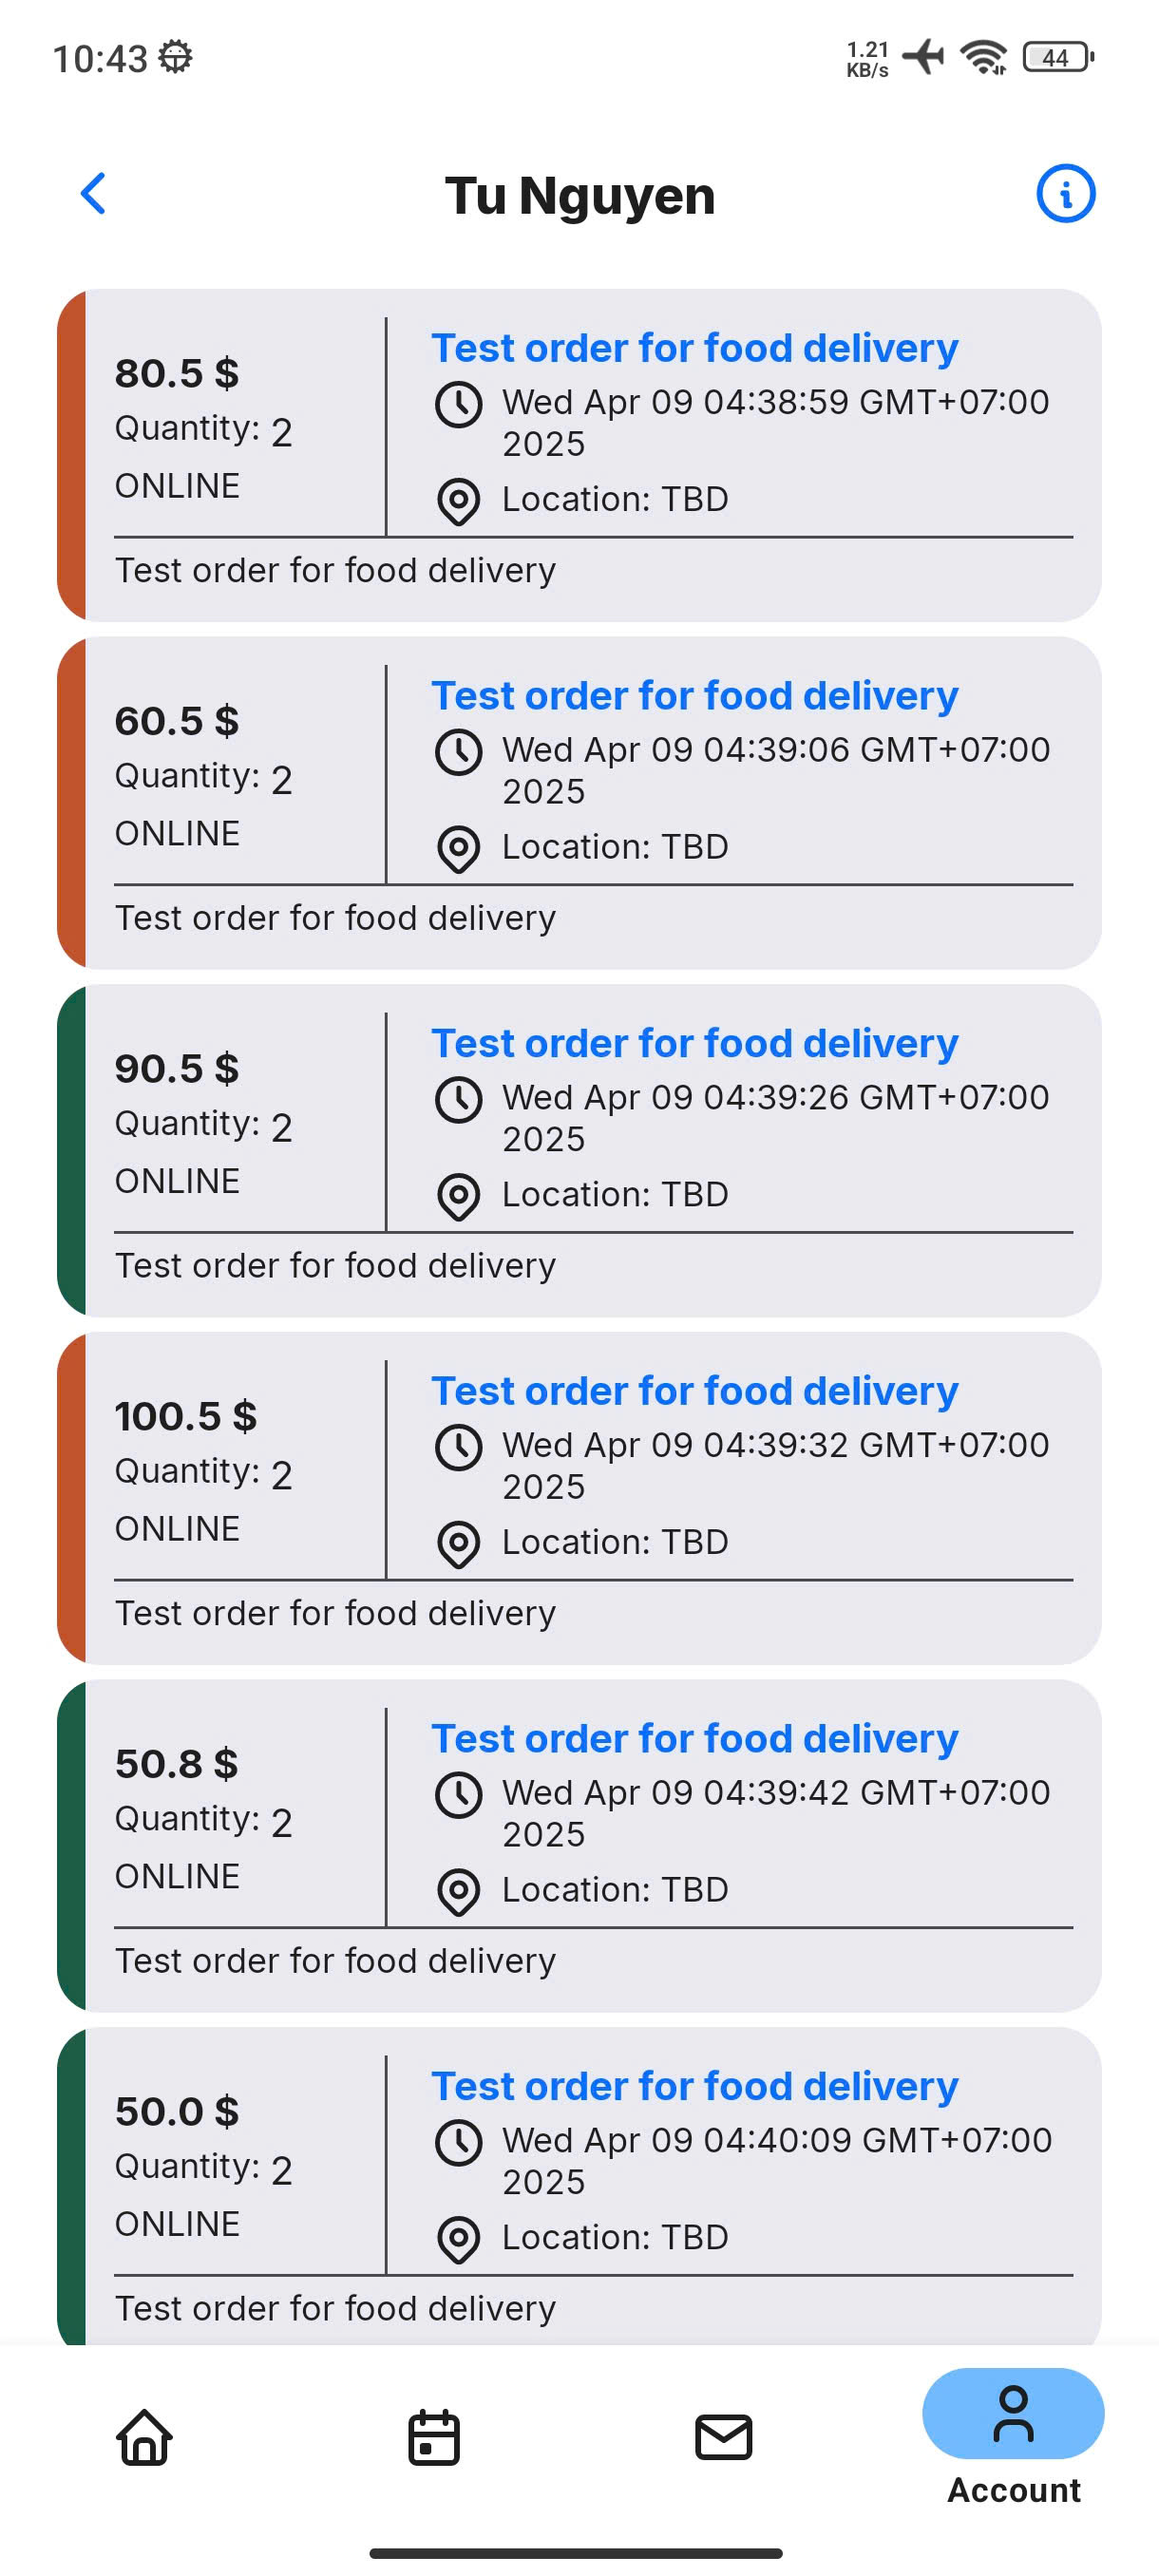 10:43
1.21
KB/s
44
Tu Nguyen
80.5 $
Quantity: 2
ONLINE
Test order for food delivery
Wed Apr 09 04:38:59 GMT+07:00
2025
Location: TBD
Test order for food delivery
60.5 $
Quantity: 2
ONLINE
Test order for food delivery
Wed Apr 09 04:39:06 GMT+07:00
2025
Location: TBD
Test order for food delivery
90.5 $
Quantity: 2
ONLINE
Test order for food delivery
Wed Apr 09 04:39:26 GMT+07:00
2025
Location: TBD
Test order for food delivery
100.5 $
Quantity: 2
ONLINE
Test order for food delivery
Wed Apr 09 04:39:32 GMT+07:00
2025
Location: TBD
Test order for food delivery
50.8 $
Quantity: 2
ONLINE
Test order for food delivery
Wed Apr 09 04:39:42 GMT+07:00
2025
Location: TBD
Test order for food delivery
50.0 $
Quantity: 2
ONLINE
Test order for food delivery
Wed Apr 09 04:40:09 GMT+07:00
2025
Location: TBD
Test order for food delivery
Account